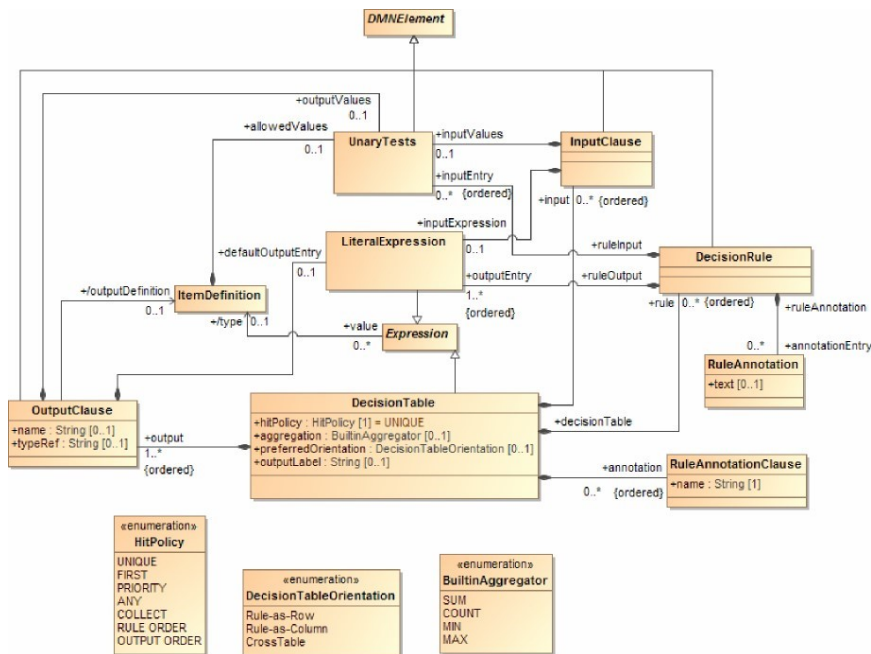 DMNElement
+outputValues
0..1
+allowedValues
0..1
UnaryTests
+inputValues
0..1
+inputEntry
0..*
{ordered}
InputClause
+input
0..*
{ordered}
+inputExpression
0..1
LiteralExpression
+defaultOutputEntry
0..1
+ruleInput
DecisionRule
+outputEntry
1..*
{ordered}
+ruleOutput
+rule
0..*
{ordered}
+/outputDefinition
0..1
ItemDefinition
+/type
0..1
+value
0..*
Expression
+ruleAnnotation
0..*
+annotationEntry
RuleAnnotation
+text [0..1]
OutputClause
+name : String [0..1]
+typeRef : String [0..1]
+output
1..*
{ordered}
DecisionTable
+hitPolicy : HitPolicy [1] = UNIQUE
+aggregation : BuiltinAggregator [0..1]
+preferredOrientation : DecisionTableOrientation [0..1]
+outputLabel : String [0..1]
+decisionTable
+annotation
0..*
{ordered}
RuleAnnotationClause
+name : String [1]
«enumeration»
HitPolicy
UNIQUE
FIRST
PRIORITY
ANY
COLLECT
RULE ORDER
OUTPUT ORDER
«enumeration»
DecisionTableOrientation
Rule-as-Row
Rule-as-Column
CrossTable
«enumeration»
BuiltinAggregator
SUM
COUNT
MIN
MAX